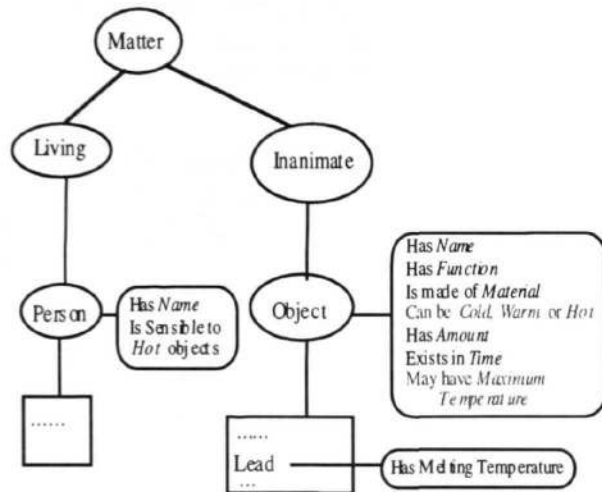 Matter
Living
Inanimate
Person
Has Name
Is Sensible to
Hot objects
Object
Has Name
Has Function
Is made of Material
Can be Cold, Warm or Hot
Has Amount
Exists in Time
May have Maximum
Temperature
......
......
Lead
...
Has Melting Temperature